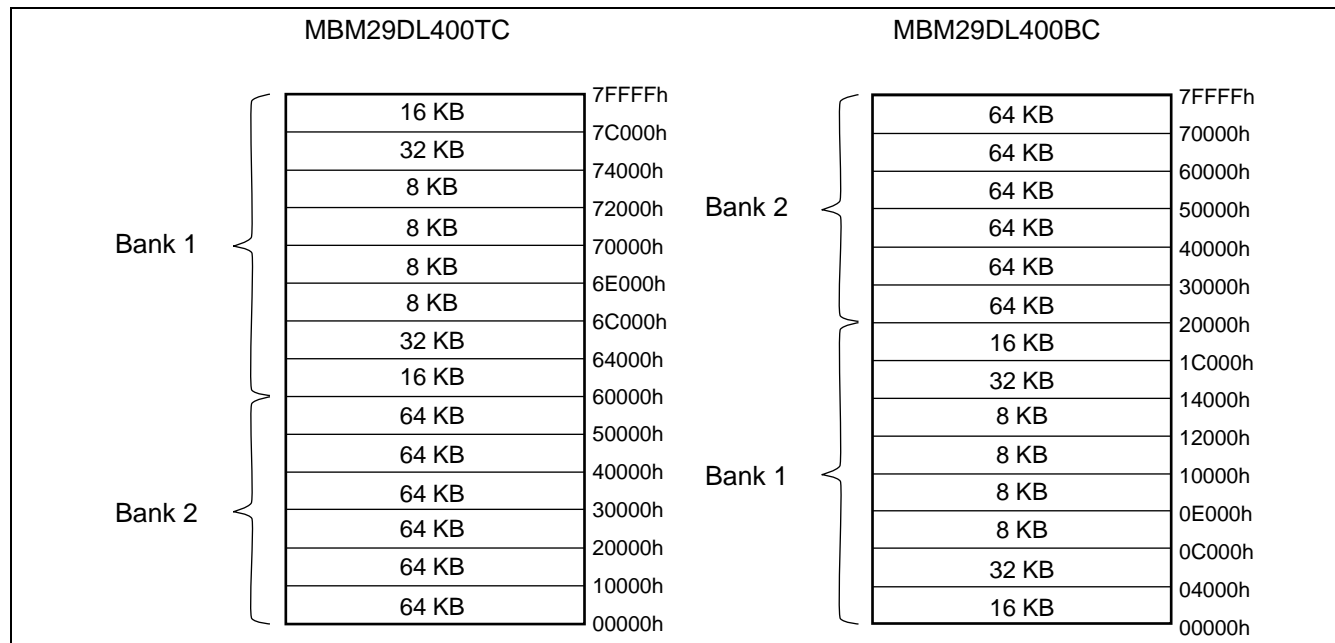 MBM29DL400TC
7FFFFh
16 KB
7C000h
32 KB
74000h
8 KB
72000h
8 KB
Bank 1
70000h
8 KB
6E000h
8 KB
6C000h
32 KB
64000h
16 KB
60000h
64 KB
50000h
64 KB
40000h
64 KB
Bank 2
30000h
64 KB
20000h
64 KB
10000h
64 KB
00000h
MBM29DL400BC
7FFFFh
64 KB
70000h
64 KB
60000h
64 KB
Bank 2
50000h
64 KB
40000h
64 KB
30000h
64 KB
20000h
16 KB
1C000h
32 KB
14000h
8 KB
12000h
8 KB
Bank 1
10000h
8 KB
0E000h
8 KB
0C000h
32 KB
04000h
16 KB
00000h